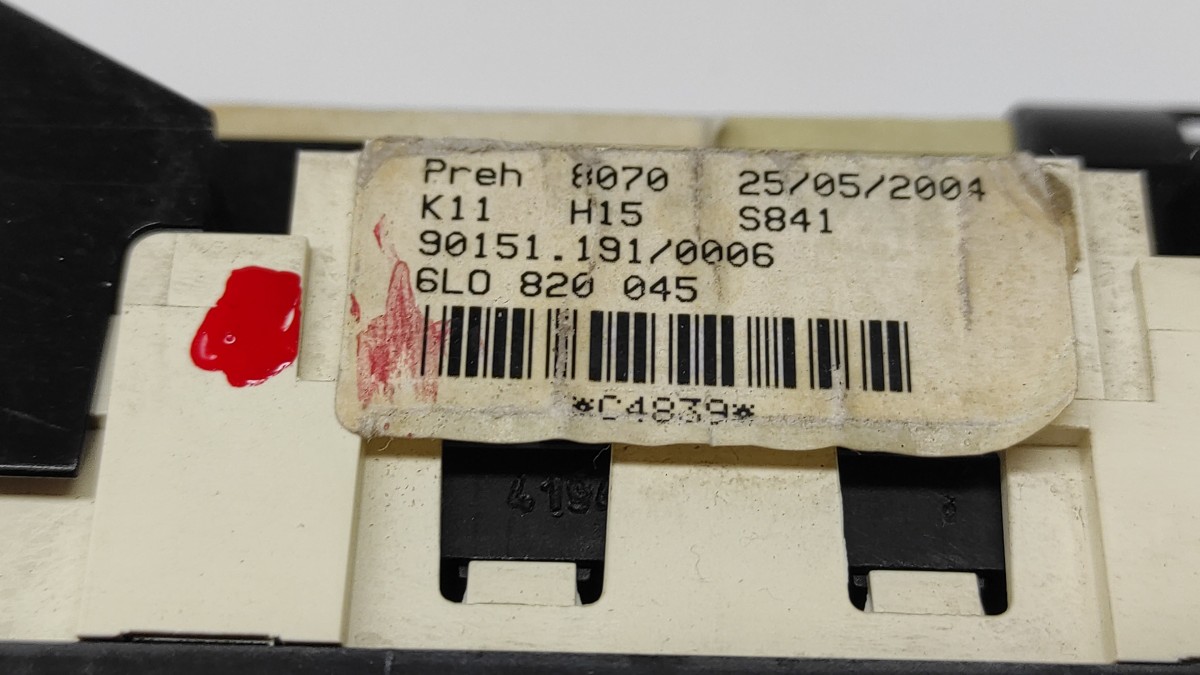 Preh 8070 25/05/2004
K11 H15 S841
90151.191/0006
6L0 820 045
*C4839*